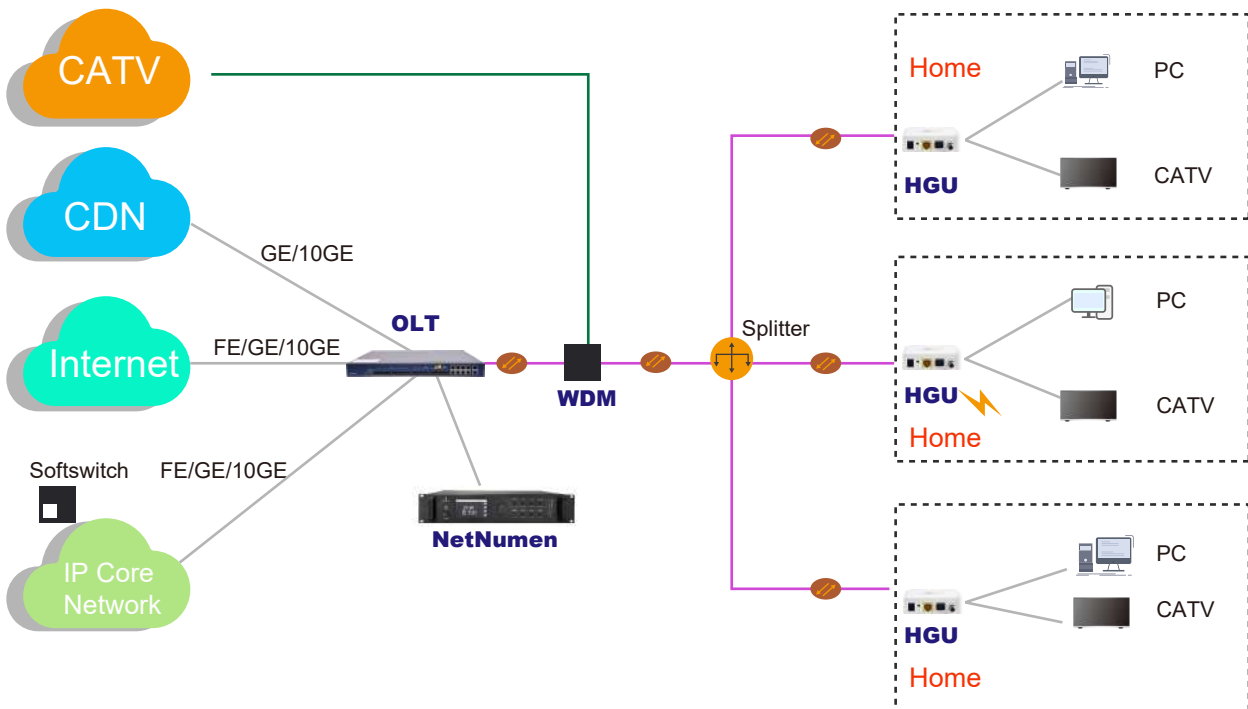 CATV
CDN
Internet
Softswitch
IP Core
Network
GE/10GE
FE/GE/10GE
FE/GE/10GE
OLT
NetNumen
WDM
Splitter
Home
HGU
PC
CATV
HGU
Home
PC
CATV
HGU
Home
PC
CATV